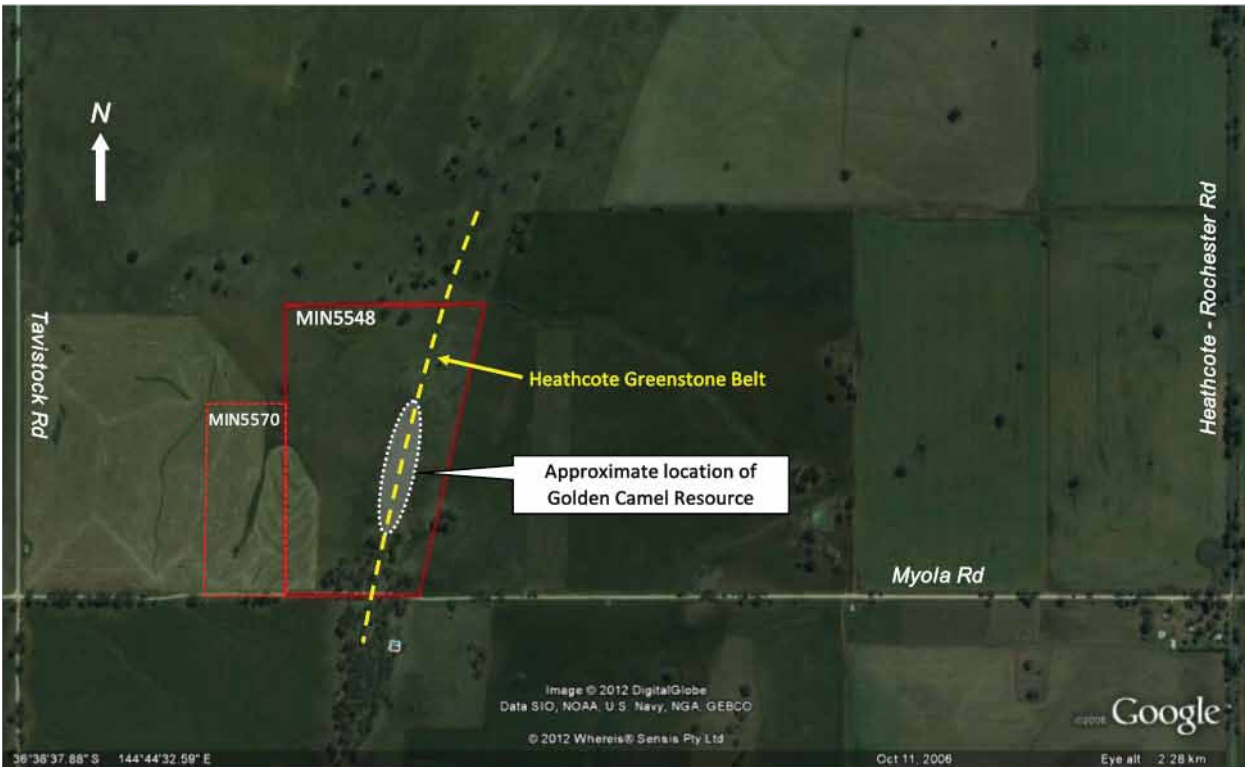 N
MIN5548
Tavistock Rd
Heathcote - Rochester Rd
Heathcote Greenstone Belt
MIN5570
Approximate location of
Golden Camel Resource
Myola Rd
Image © 2012 DigitalGlobe
Data SIO, NOAA, U.S. Navy, NGA, GEBCO
© 2012 Whereis® Sensis Pty Ltd
©2008 Google
36°38'37.88" S 144°44'32.59" E
Oct 11, 2006
Eye alt 2.28 km